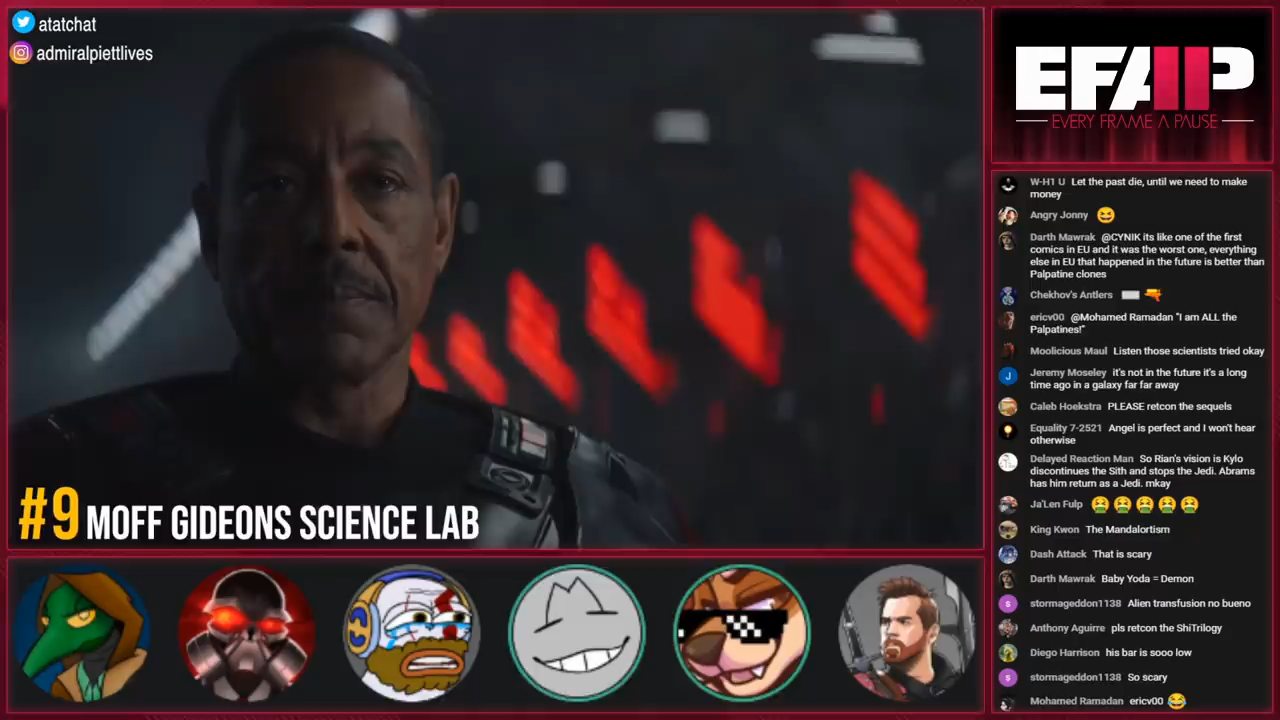 atatchat
admiralpiettlives
#9 MOFF GIDEONS SCIENCE LAB
EFAP
EVERY FRAME A PAUSE
W-H1 U Let the past die, until we need to make
money
Angry Jonny
Darth Mawrak @CYNIK its like one of the first
comics in EU and it was the worst one, everything
else in EU that happened in the future is better than
Palpatine clones
Chekhov's Antlers
ericv00 @Mohamed Ramadan "I am ALL the
Palpatines!"
Moolicious Maul Listen those scientists tried okay
J
Jeremy Moseley it's not in the future it's a long
time ago in a galaxy far far away
Caleb Hoekstra PLEASE retcon the sequels
Equality 7-2521 Angel is perfect and I won't hear
otherwise
Delayed Reaction Man So Rian's vision is Kylo
discontinues the Sith and stops the Jedi. Abrams
has him return as a Jedi. mkay
Ja'Len Fulp
King Kwon The Mandalortism
Dash Attack That is scary
Darth Mawrak Baby Yoda = Demon
S stormageddon1138 Alien transfusion no bueno
Anthony Aguirre pls retcon the ShiTrilogy
Diego Harrison his bar is sooo low
S stormageddon1138 So scary
Mohamed Ramadan ericv00